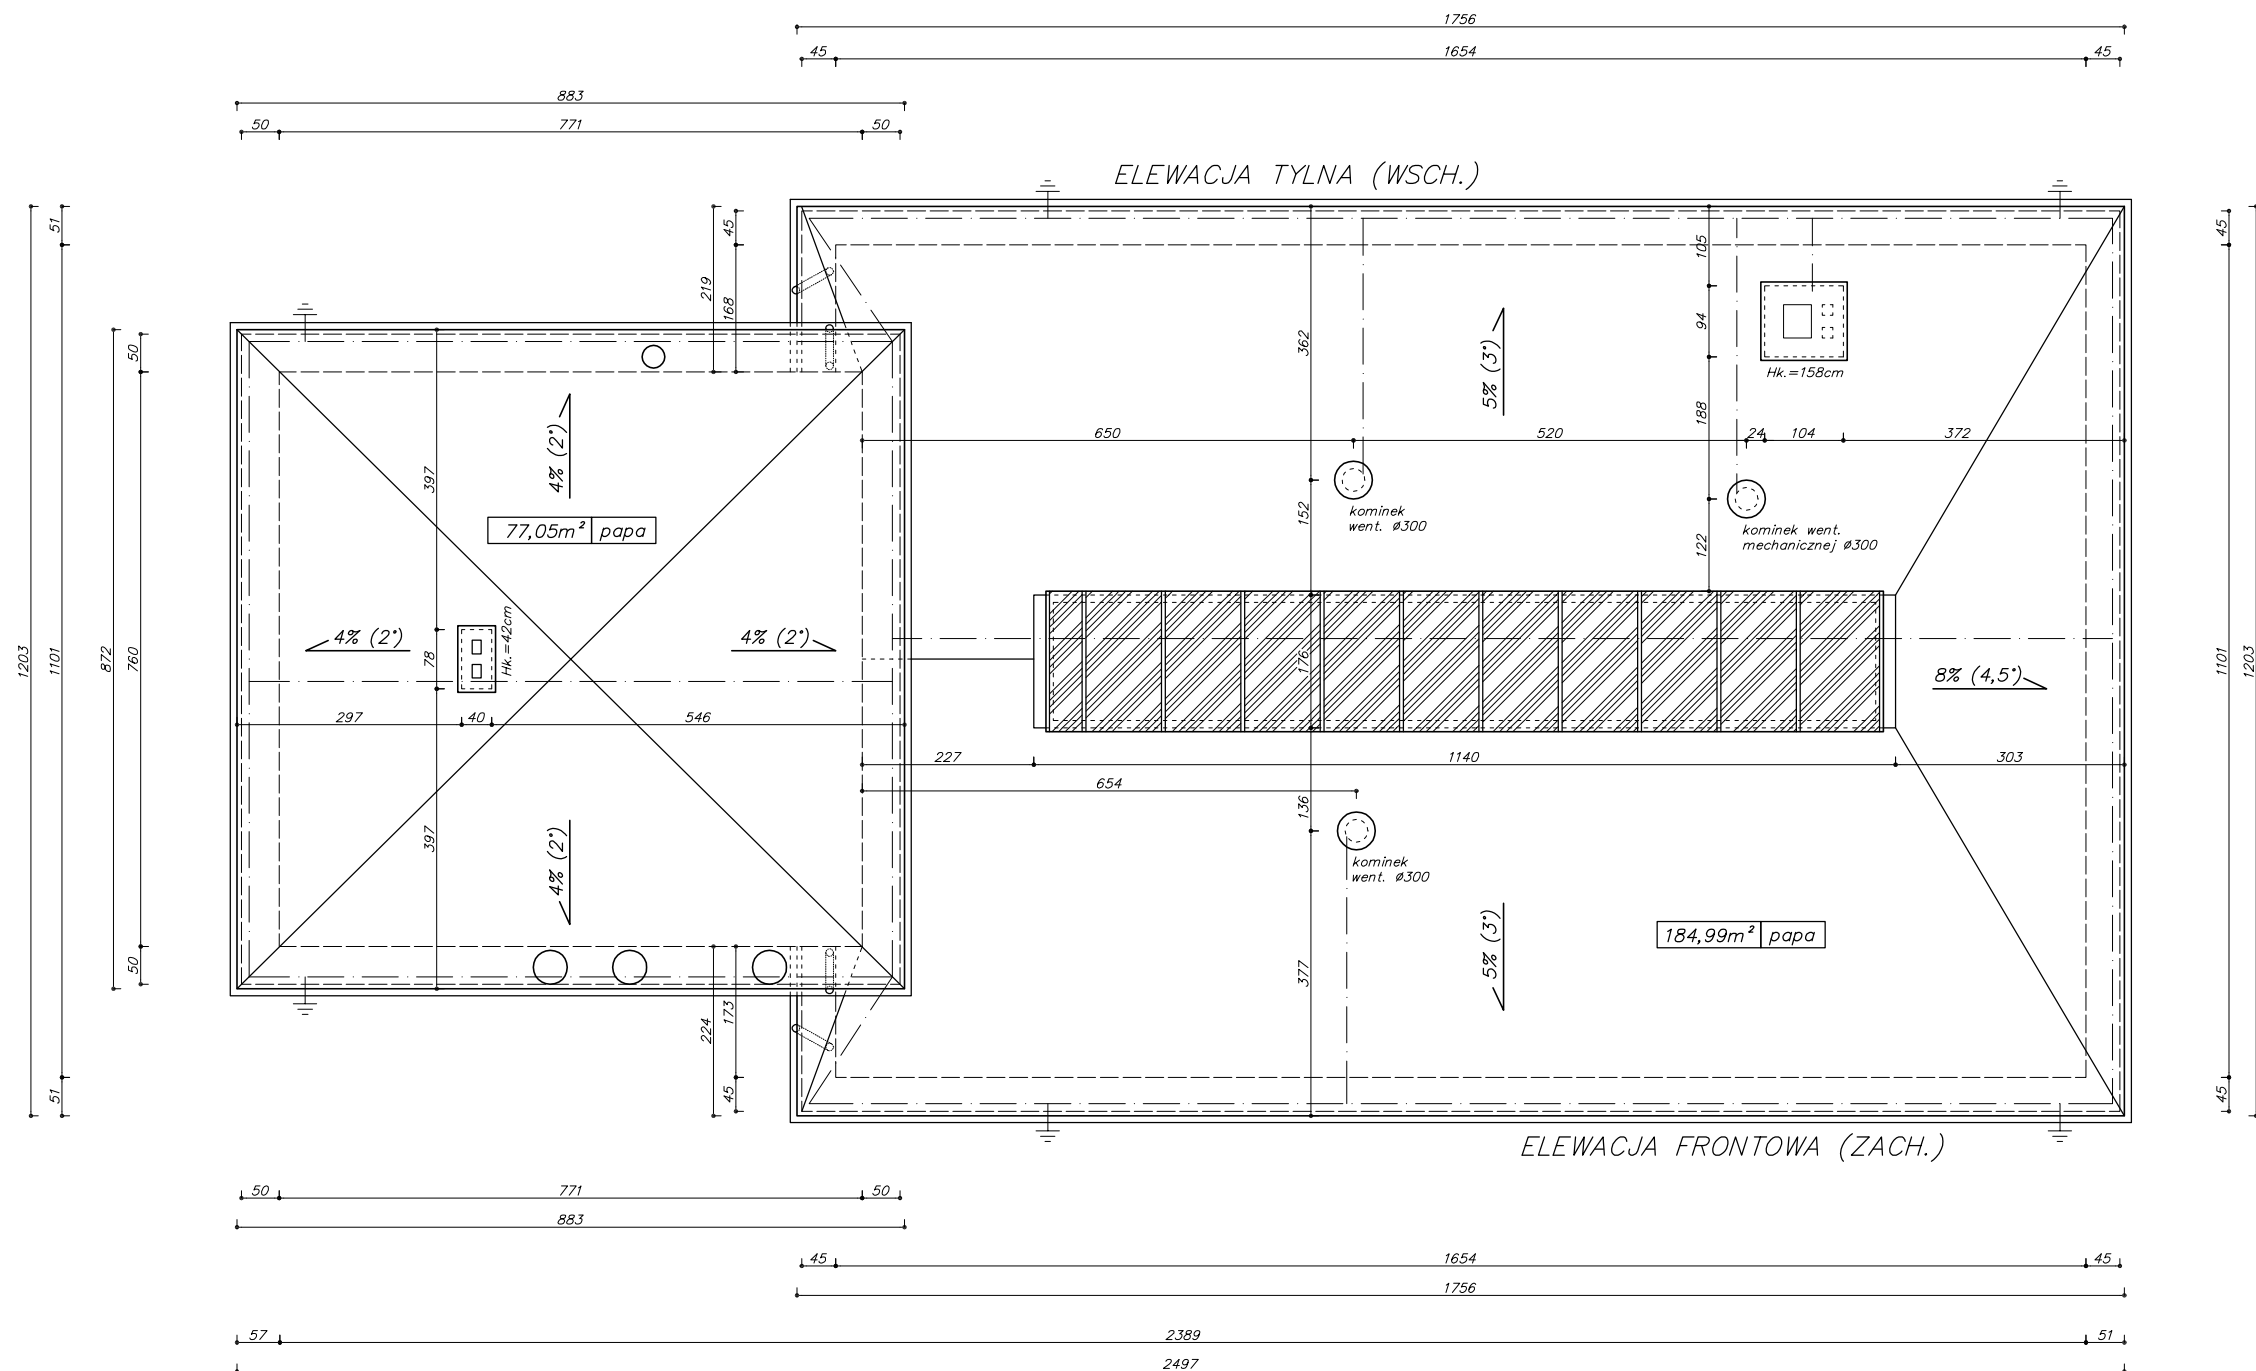 1756
45 1654 45
883
50 771 50
ELEWACJA TYLNA (WSCH.)
51
45
105
45
219
168
50
94
362
5% (3°)
Hk.=158cm
188
650 520 24 104 372
397
4% (2°)
152
kominek
went. ø300
kominek went.
mechanicznej ø300
122
77,05m² papa
1203
1101
872
760
4% (2°)
78
Hk.=42cm
4% (2°)
176
8% (4,5°)
1101
1203
297 40 546
227 1140 303
654
136
397
4% (2°)
kominek
went. ø300
5% (3°)
184,99m² papa
377
50
173
224
51
45
45
ELEWACJA FRONTOWA (ZACH.)
50 771 50
883
45 1654 45
1756
57 2389 51
2497